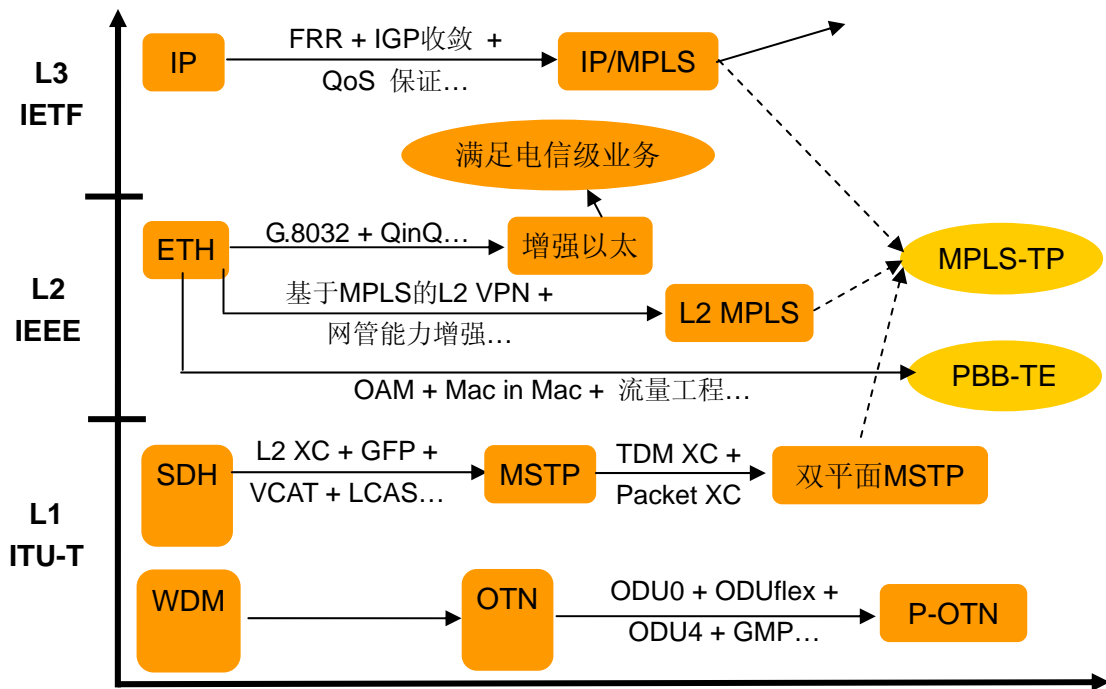 L3
IETF
IP
FRR + IGP收敛 +
QoS 保证…
IP/MPLS
满足电信级业务
L2
IEEE
ETH
G.8032 + QinQ…
增强以太
基于MPLS的L2 VPN +
网管能力增强…
L2 MPLS
MPLS-TP
OAM + Mac in Mac + 流量工程…
PBB-TE
L1
ITU-T
SDH
L2 XC + GFP +
VCAT + LCAS…
MSTP
TDM XC +
Packet XC
双平面MSTP
WDM
OTN
ODU0 + ODUflex +
ODU4 + GMP…
P-OTN